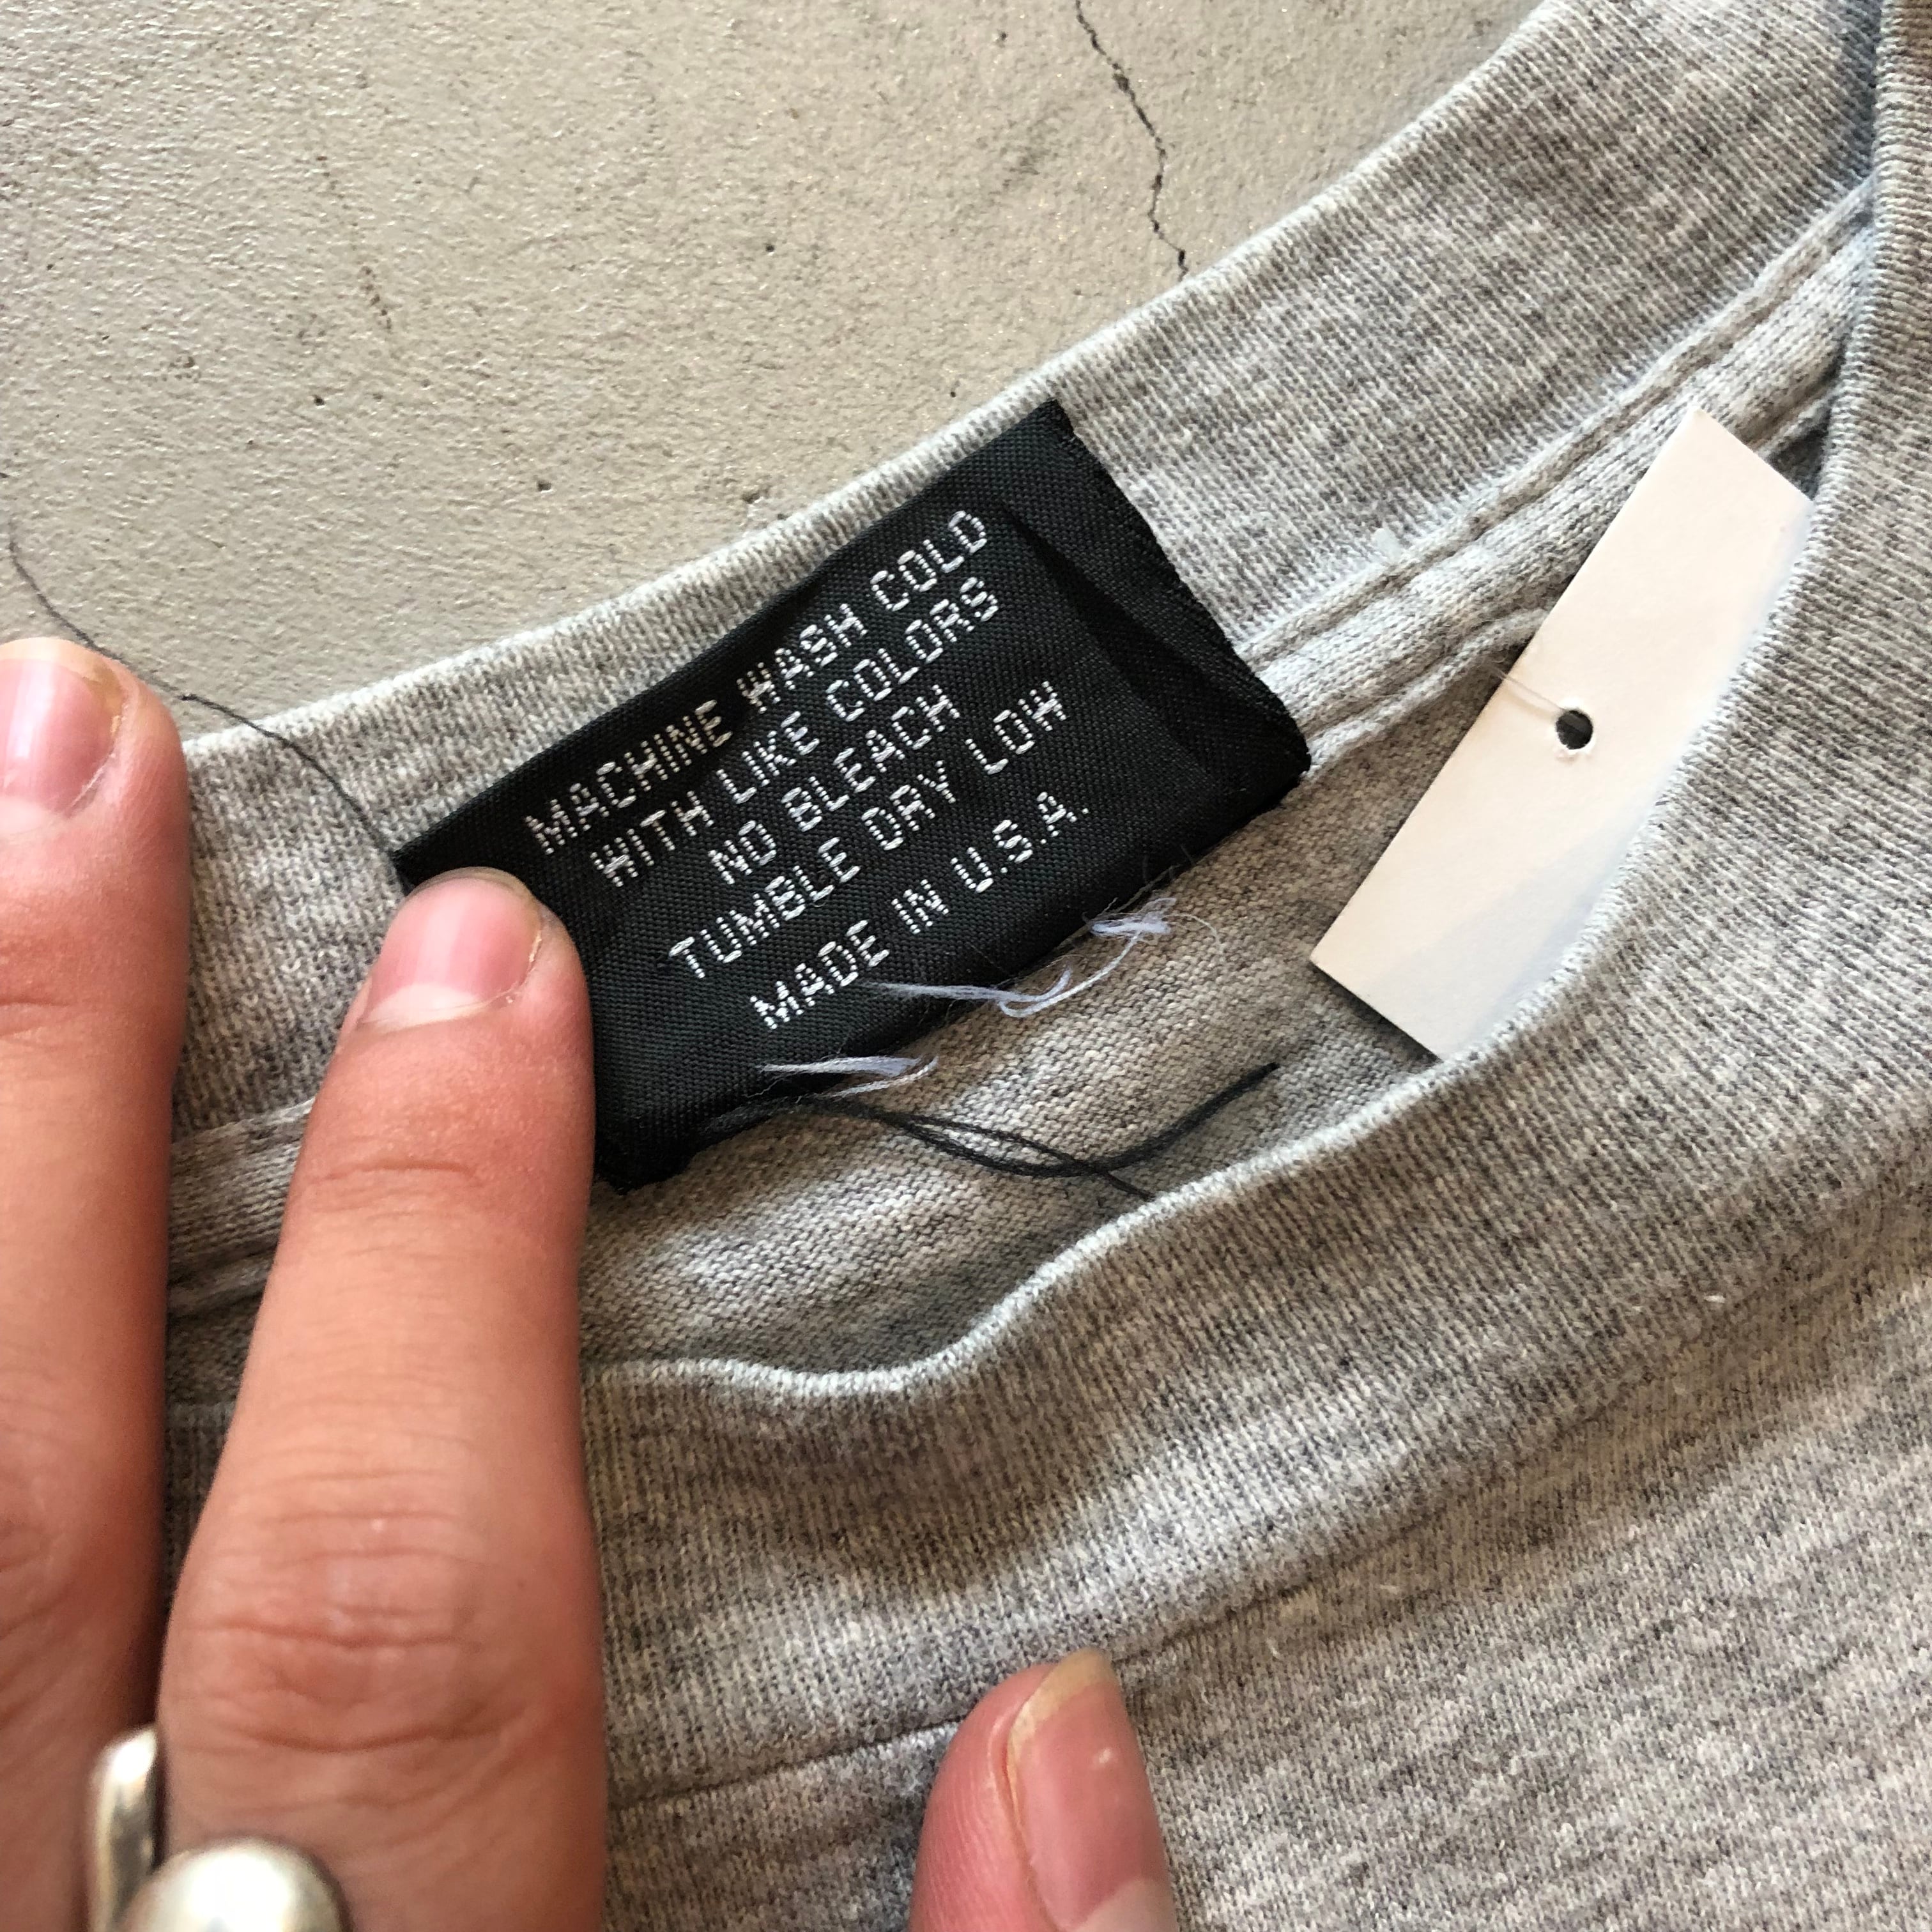 MACHINE WASH COLD
WITH LIKE COLORS
NO BLEACH
TUMBLE DRY LOW
MADE IN U.S.A.